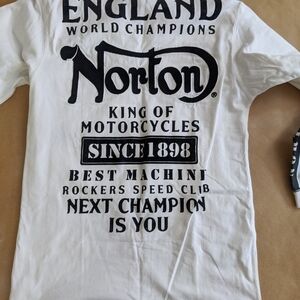 ENGLAND
WORLD CHAMPIONS
Norton®
KING OF
MOTORCYCLES
SINCE 1898
BEST MACHINE
ROCKERS SPEED CLUB
NEXT CHAMPION
IS YOU